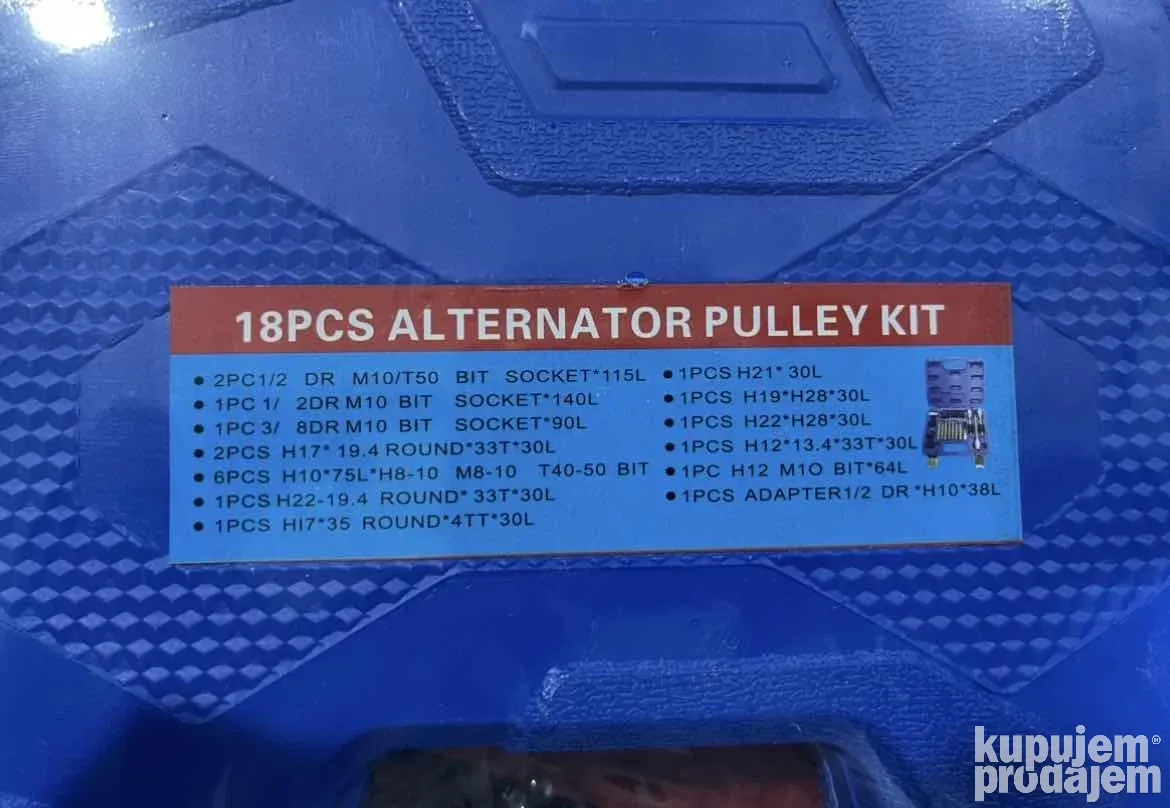 18PCS ALTERNATOR PULLEY KIT
● 2PC1/2 DR M10/T50 BIT SOCKET*115L
● 1PC 1/ 2DR M10 BIT SOCKET*140L
● 1PC 3/ 8DR M10 BIT SOCKET*90L
● 2PCS H17* 19.4 ROUND*33T*30L
● 6PCS H10*75L*H8-10 M8-10 T40-50 BIT
● 1PCS H22-19.4 ROUND* 33T*30L
● 1PCS HI7*35 ROUND*4TT*30L
● 1PCS H21* 30L
● 1PCS H19*H28*30L
● 1PCS H22*H28*30L
● 1PCS H12*13.4*33T*30L
● 1PC H12 M1O BIT*64L
● 1PCS ADAPTER1/2 DR *H10*38L
kupujem®
prodajem